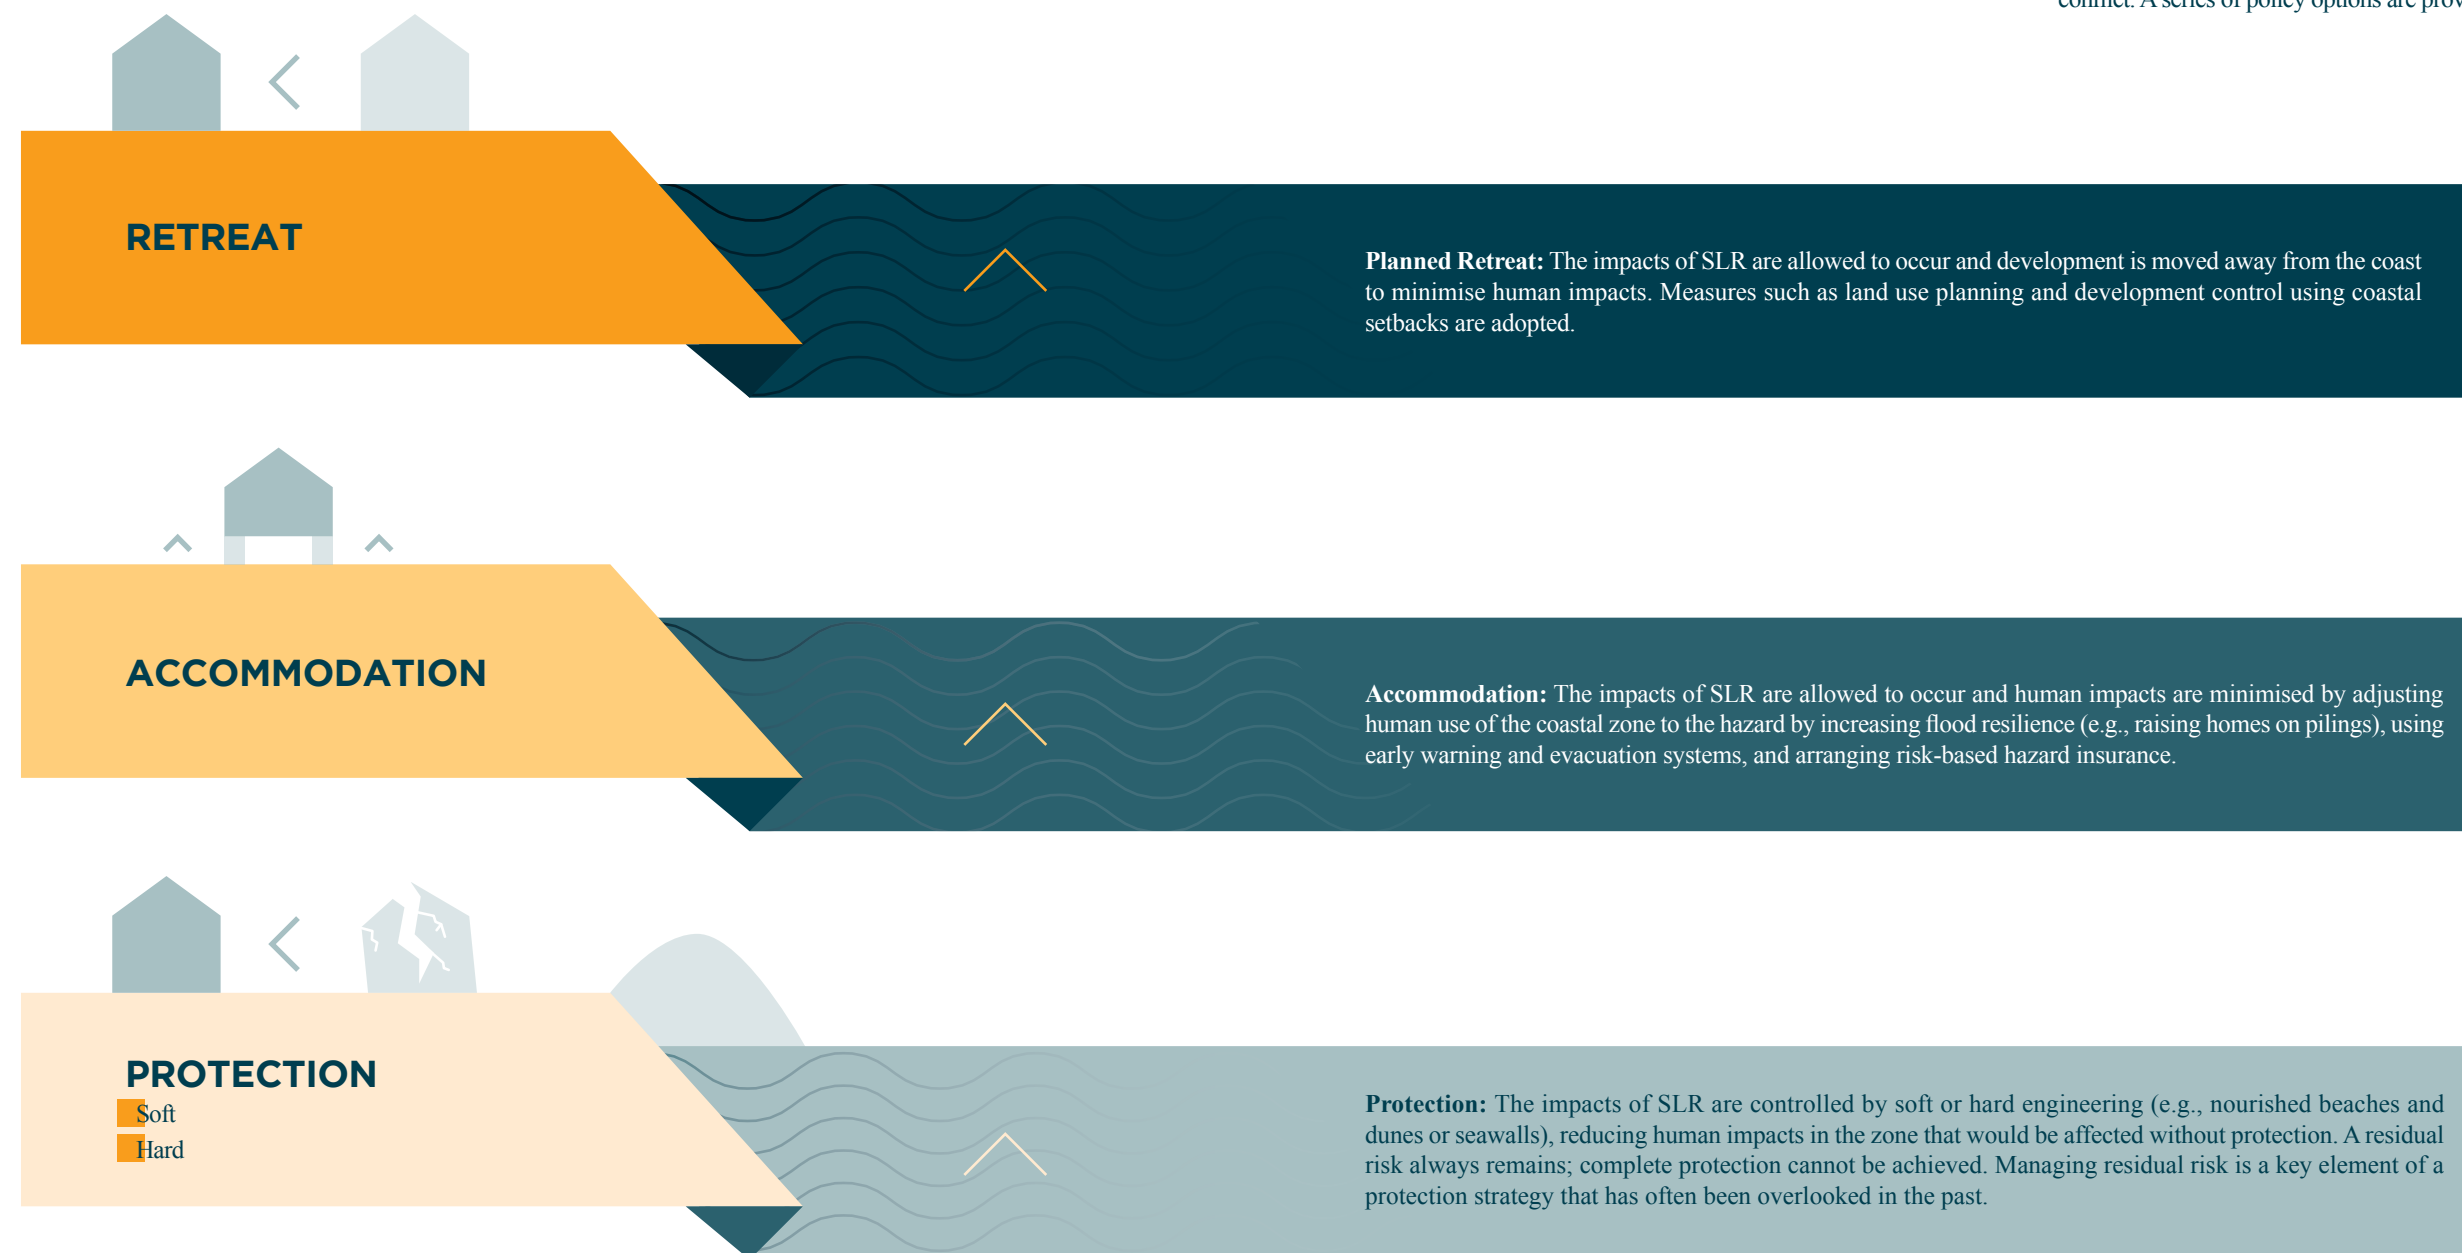 conflict. A series of policy options are prov
RETREAT
Planned Retreat: The impacts of SLR are allowed to occur and development is moved away from the coast
to minimise human impacts. Measures such as land use planning and development control using coastal
setbacks are adopted.
ACCOMMODATION
Accommodation: The impacts of SLR are allowed to occur and human impacts are minimised by adjusting
human use of the coastal zone to the hazard by increasing flood resilience (e.g., raising homes on pilings), using
early warning and evacuation systems, and arranging risk-based hazard insurance.
PROTECTION
Soft
Hard
Protection: The impacts of SLR are controlled by soft or hard engineering (e.g., nourished beaches and
dunes or seawalls), reducing human impacts in the zone that would be affected without protection. A residual
risk always remains; complete protection cannot be achieved. Managing residual risk is a key element of a
protection strategy that has often been overlooked in the past.